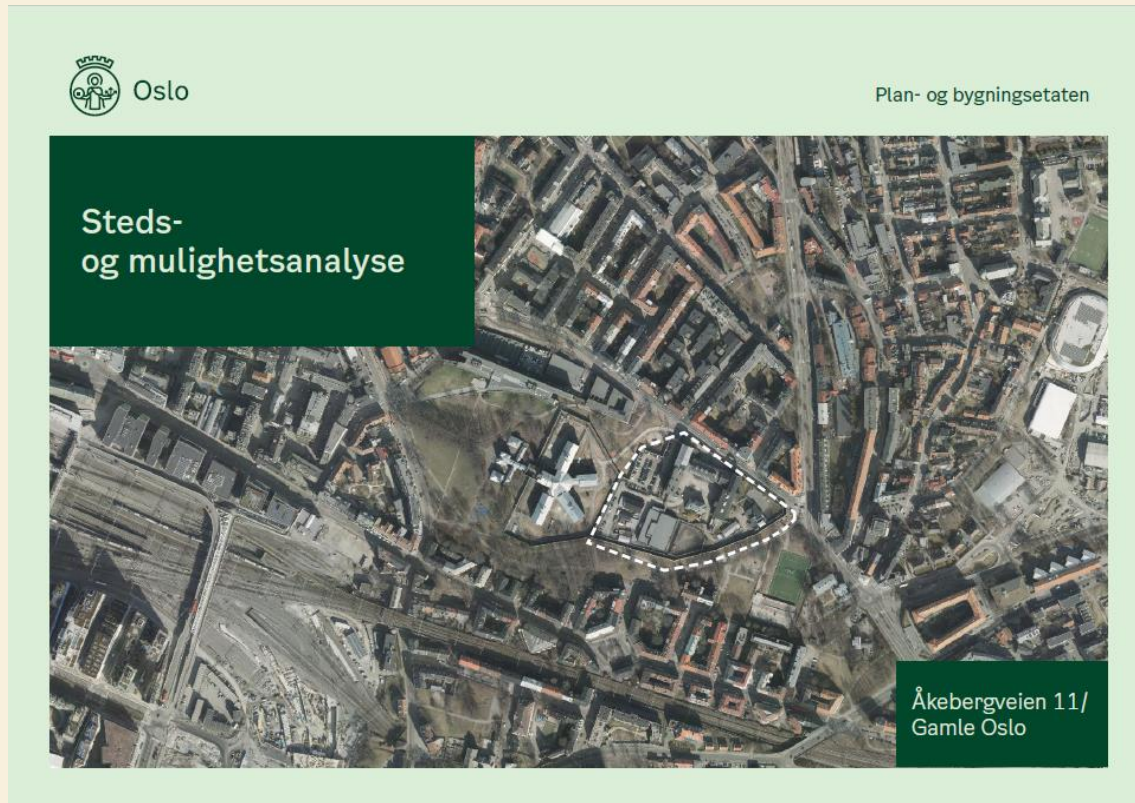 Oslo
Plan- og bygningsetaten
Steds-
og mulighetsanalyse
Åkebergveien 11/
Gamle Oslo